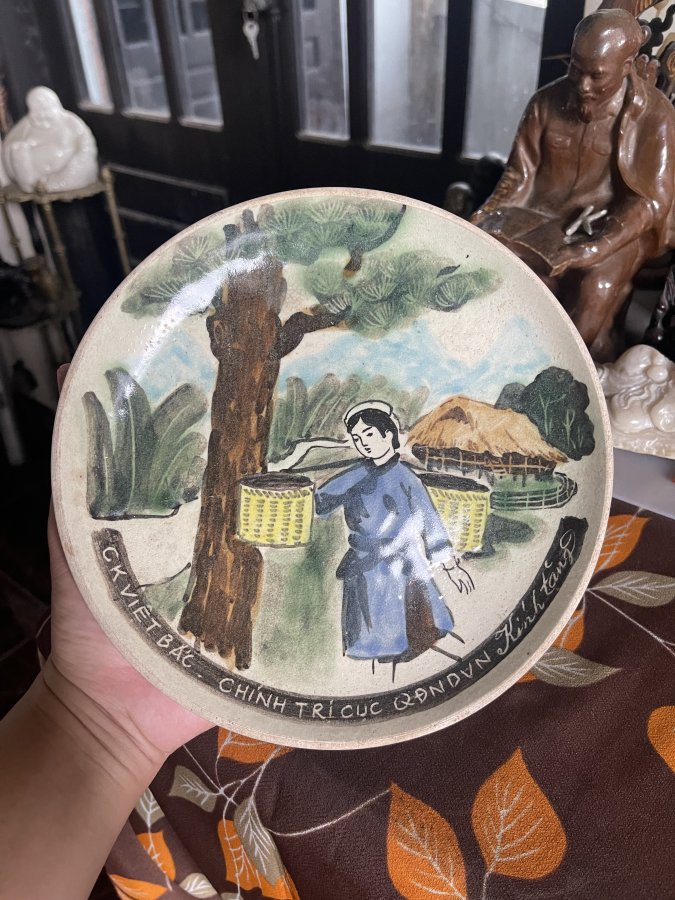 CK VIỆT BẮC - CHÍNH TRỊ CỤC QĐNDVN Kính tặng